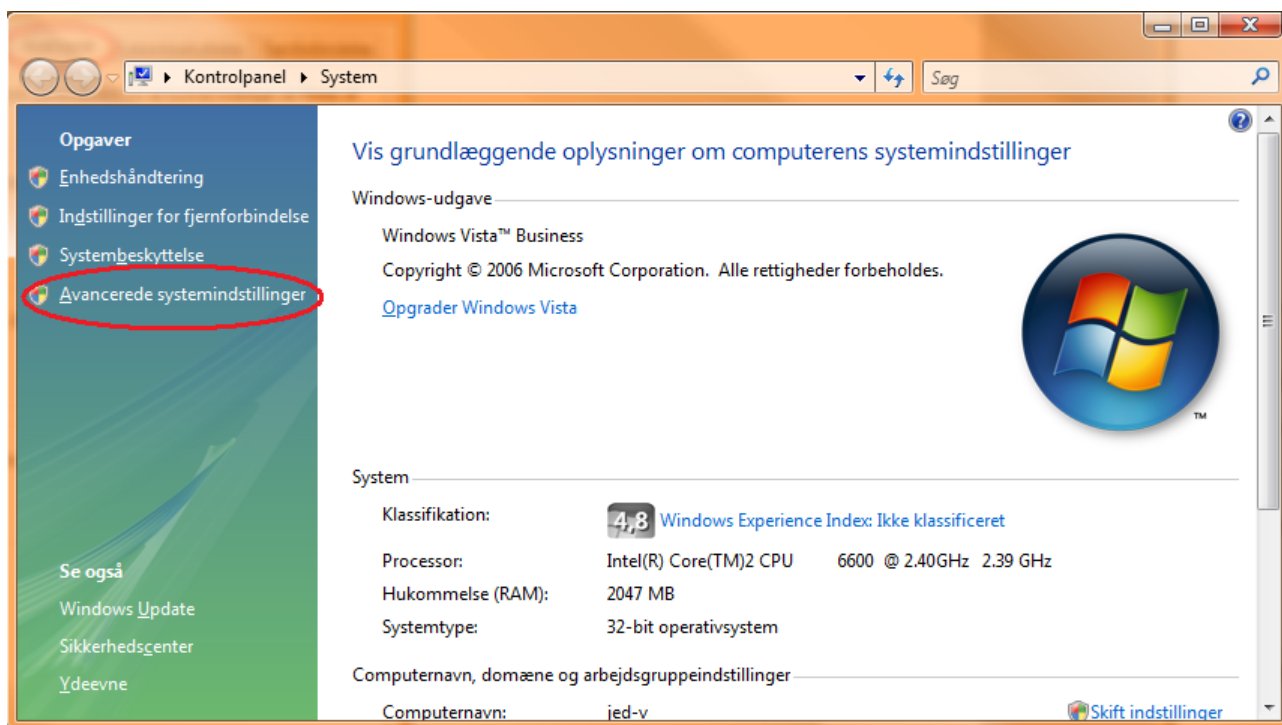 Kontrolpanel
System
Søg
Opgaver
Enhedshåndtering
Indstillinger for fjernforbindelse
Systembeskyttelse
Avancerede systemindstillinger
Se også
Windows Update
Sikkerhedscenter
Ydeevne
Vis grundlæggende oplysninger om computerens systemindstillinger
Windows-udgave
Windows Vista™ Business
Copyright © 2006 Microsoft Corporation. Alle rettigheder forbeholdes.
Opgrader Windows Vista
TM
System
Klassifikation: 4,8 Windows Experience Index: Ikke klassificeret
Processor: Intel(R) Core(TM)2 CPU 6600 @ 2.40GHz 2.39 GHz
Hukommelse (RAM): 2047 MB
Systemtype: 32-bit operativsystem
Computernavn, domæne og arbejdsgruppeindstillinger
Computernavn: jed-v Skift indstillinger